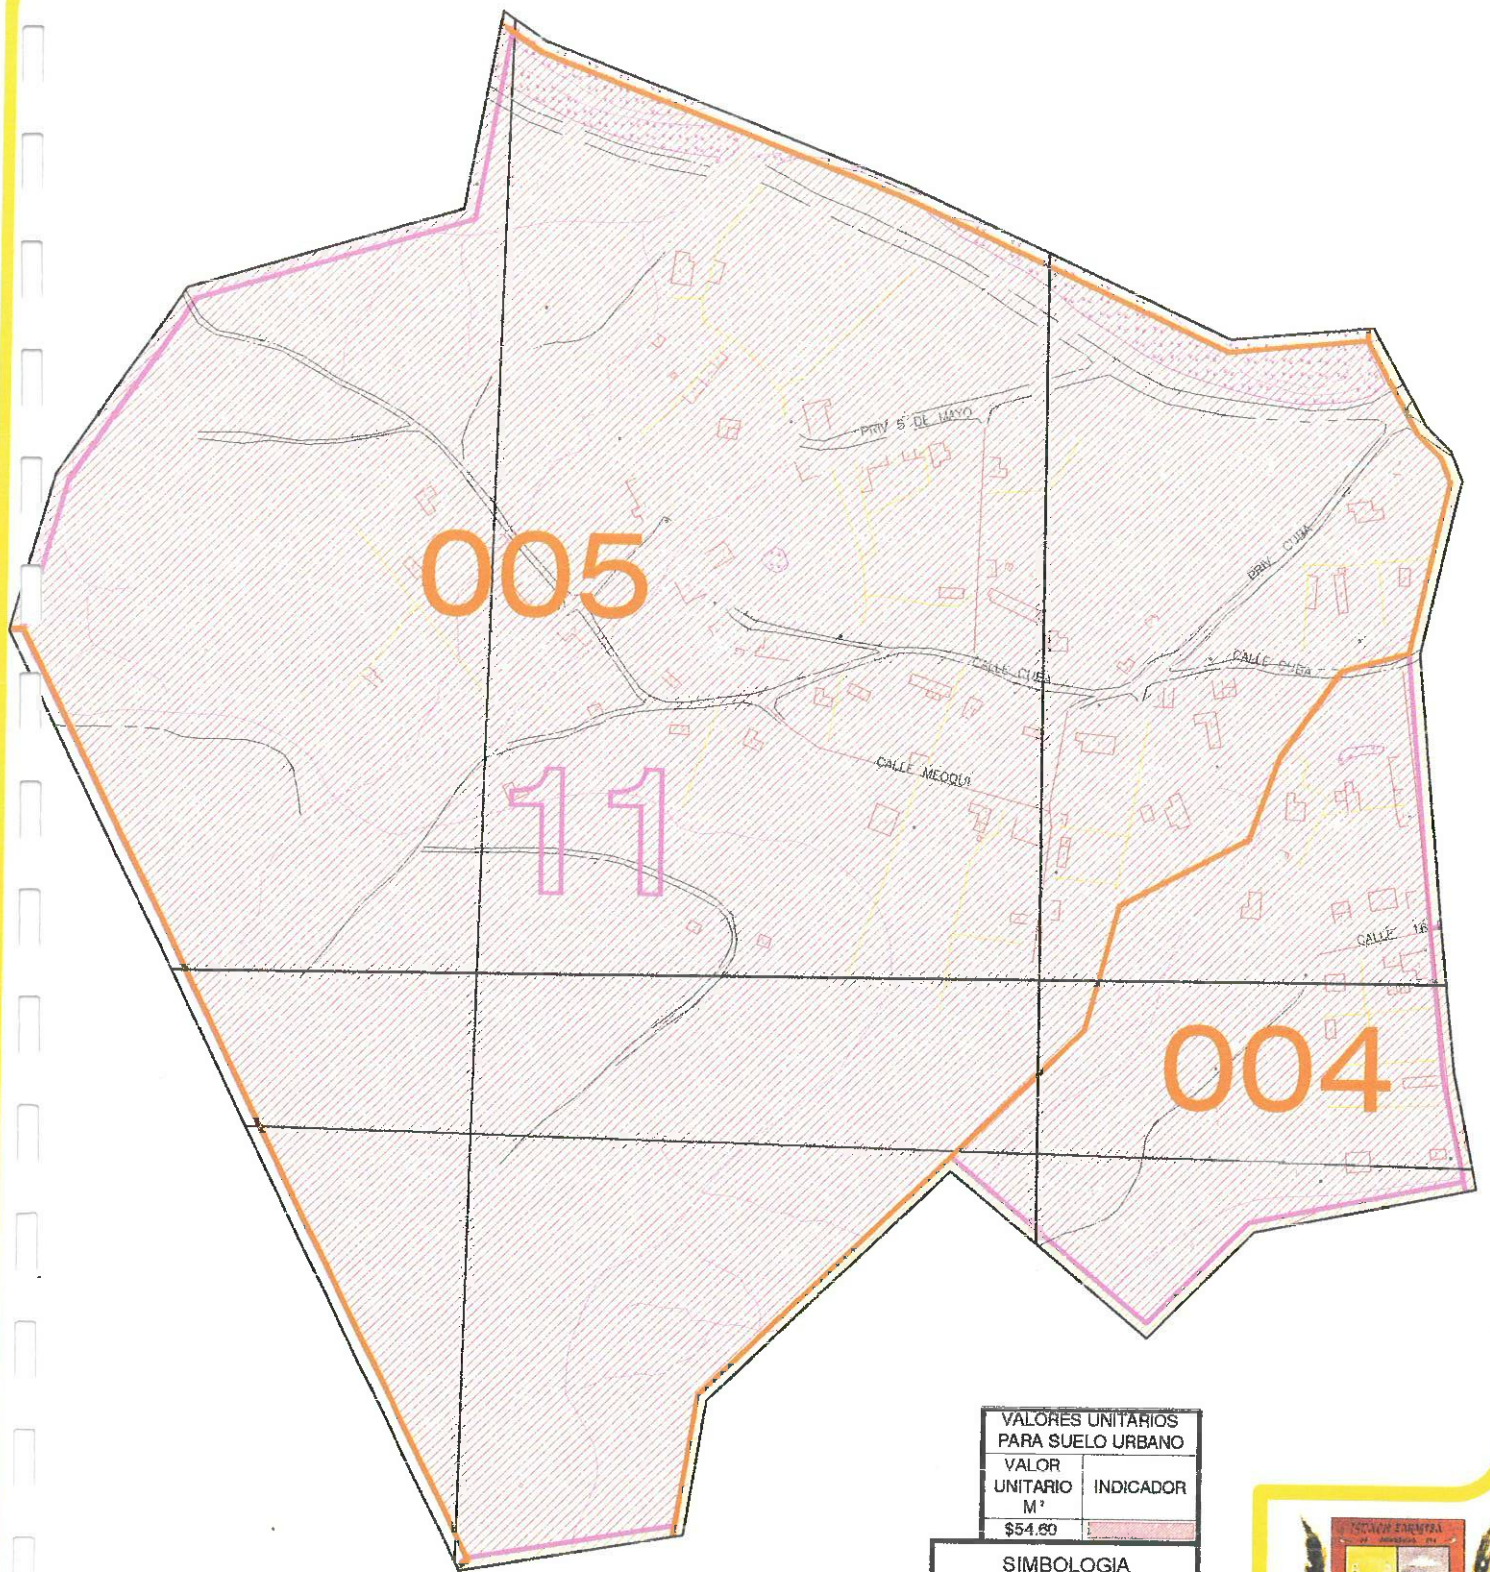 PRIV 5 DE MAYO
005
PRIV CUBA
CALLE CUBA
CALLE CUBA
CALLE MEOQUI
11
CALLE 16
004
VALORES UNITARIOS
PARA SUELO URBANO
VALOR
UNITARIO
M²
INDICADOR
$54.60
SIMBOLOGIA